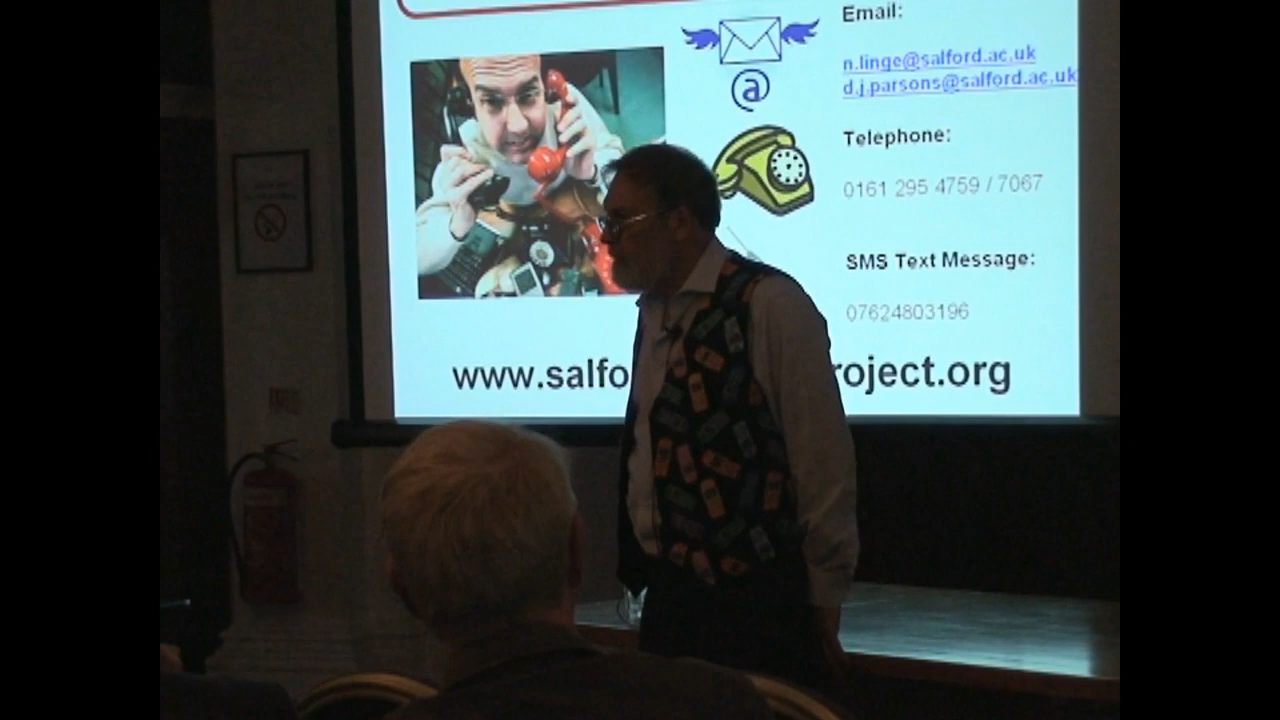 Email:
n.linge@salford.ac.uk
d.j.parsons@salford.ac.uk
@
Telephone:
0161 295 4759 / 7067
SMS Text Message:
07624803196
www.salfo roject.org